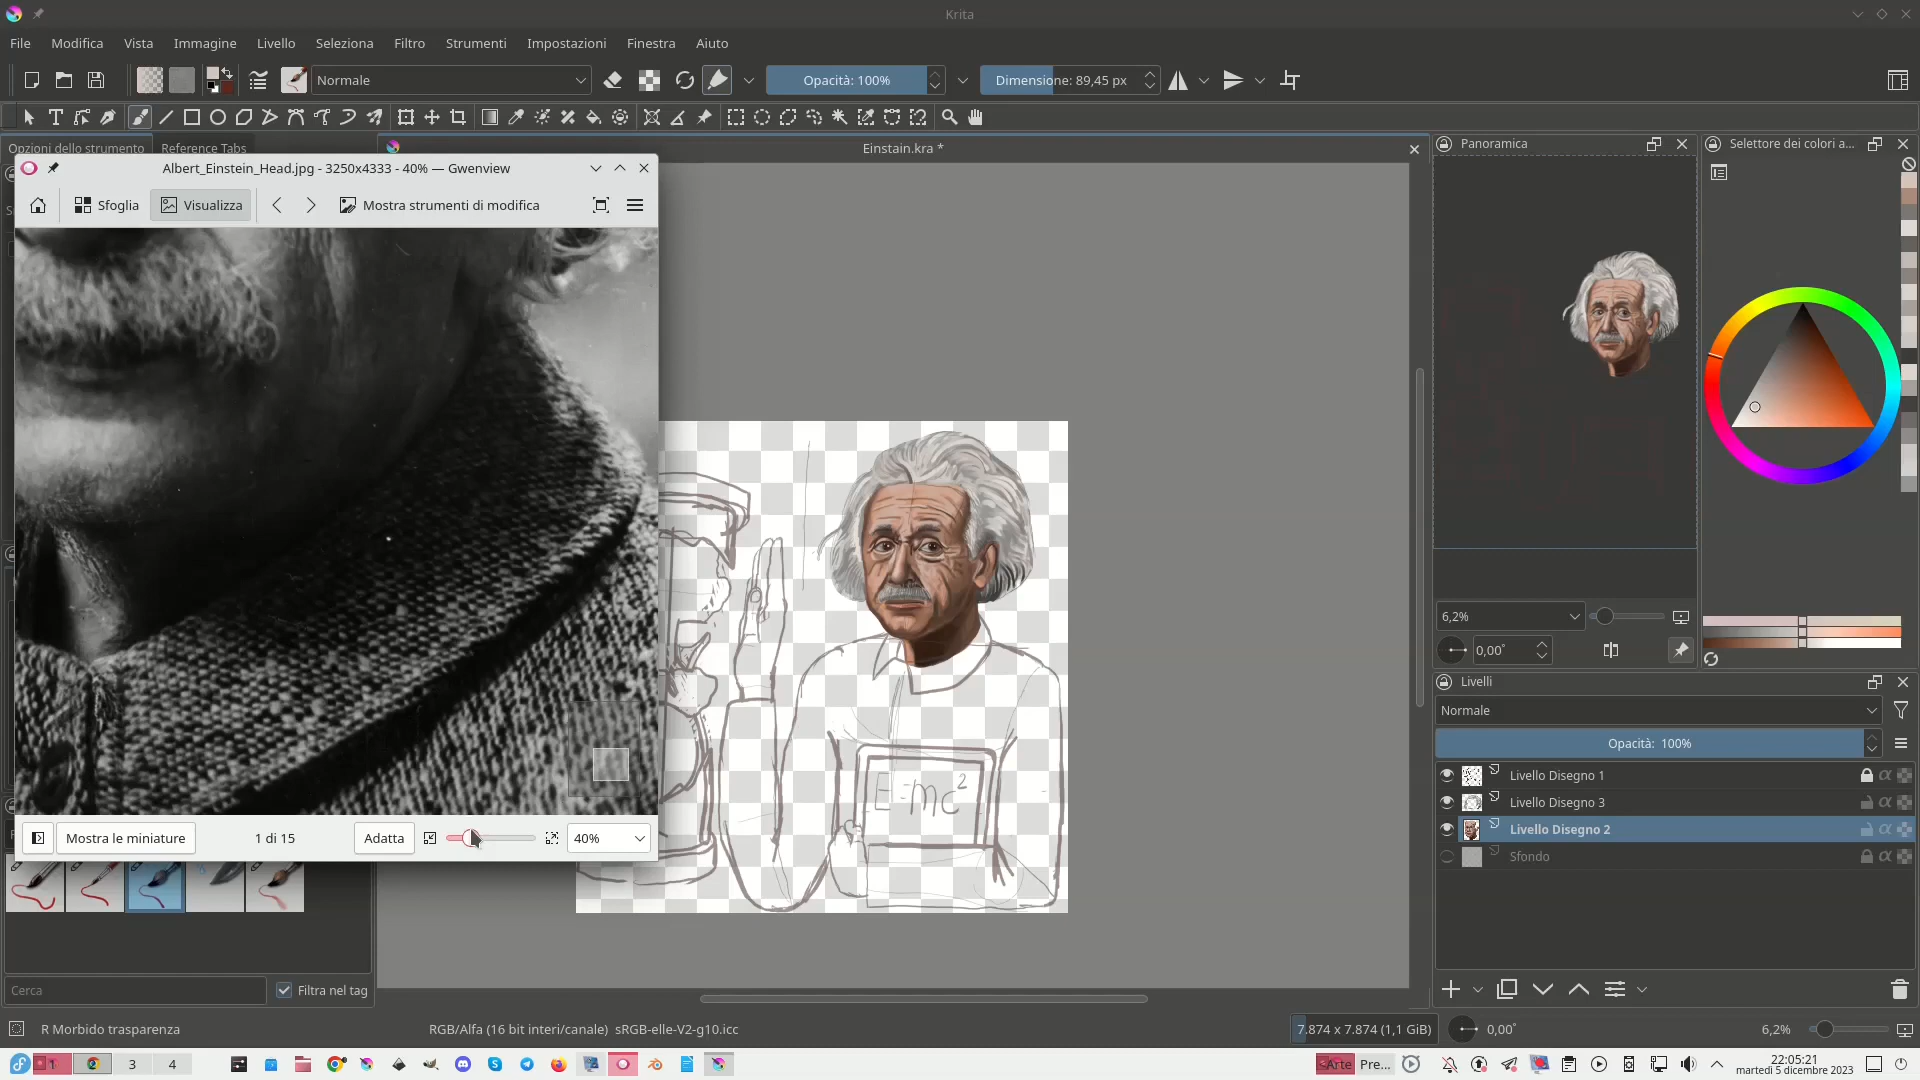 Krita
File Modifica Vista Immagine Livello Seleziona Filtro Strumenti Impostazioni Finestra Aiuto
Normale
Opacità: 100%
Dimensione: 89,45 px
Opzioni dello strumento
Reference Tabs
Einstain.kra *
Albert_Einstein_Head.jpg - 3250x4333 - 40% — Gwenview
Sfoglia
Visualizza
Mostra strumenti di modifica
Mostra le miniature
1 di 15
Adatta
40%
E=mc²
Panoramica
6,2%
0,00°
Selettore dei colori a...
Livelli
Normale
Opacità: 100%
Livello Disegno 1
Livello Disegno 3
Livello Disegno 2
Sfondo
Cerca
Filtra nel tag
R Morbido trasparenza
RGB/Alfa (16 bit interi/canale) sRGB-elle-V2-g10.icc
7.874 x 7.874 (1,1 GiB)
0,00°
6,2%
1
3
4
Arte
Pre...
22:05:21
martedì 5 dicembre 2023